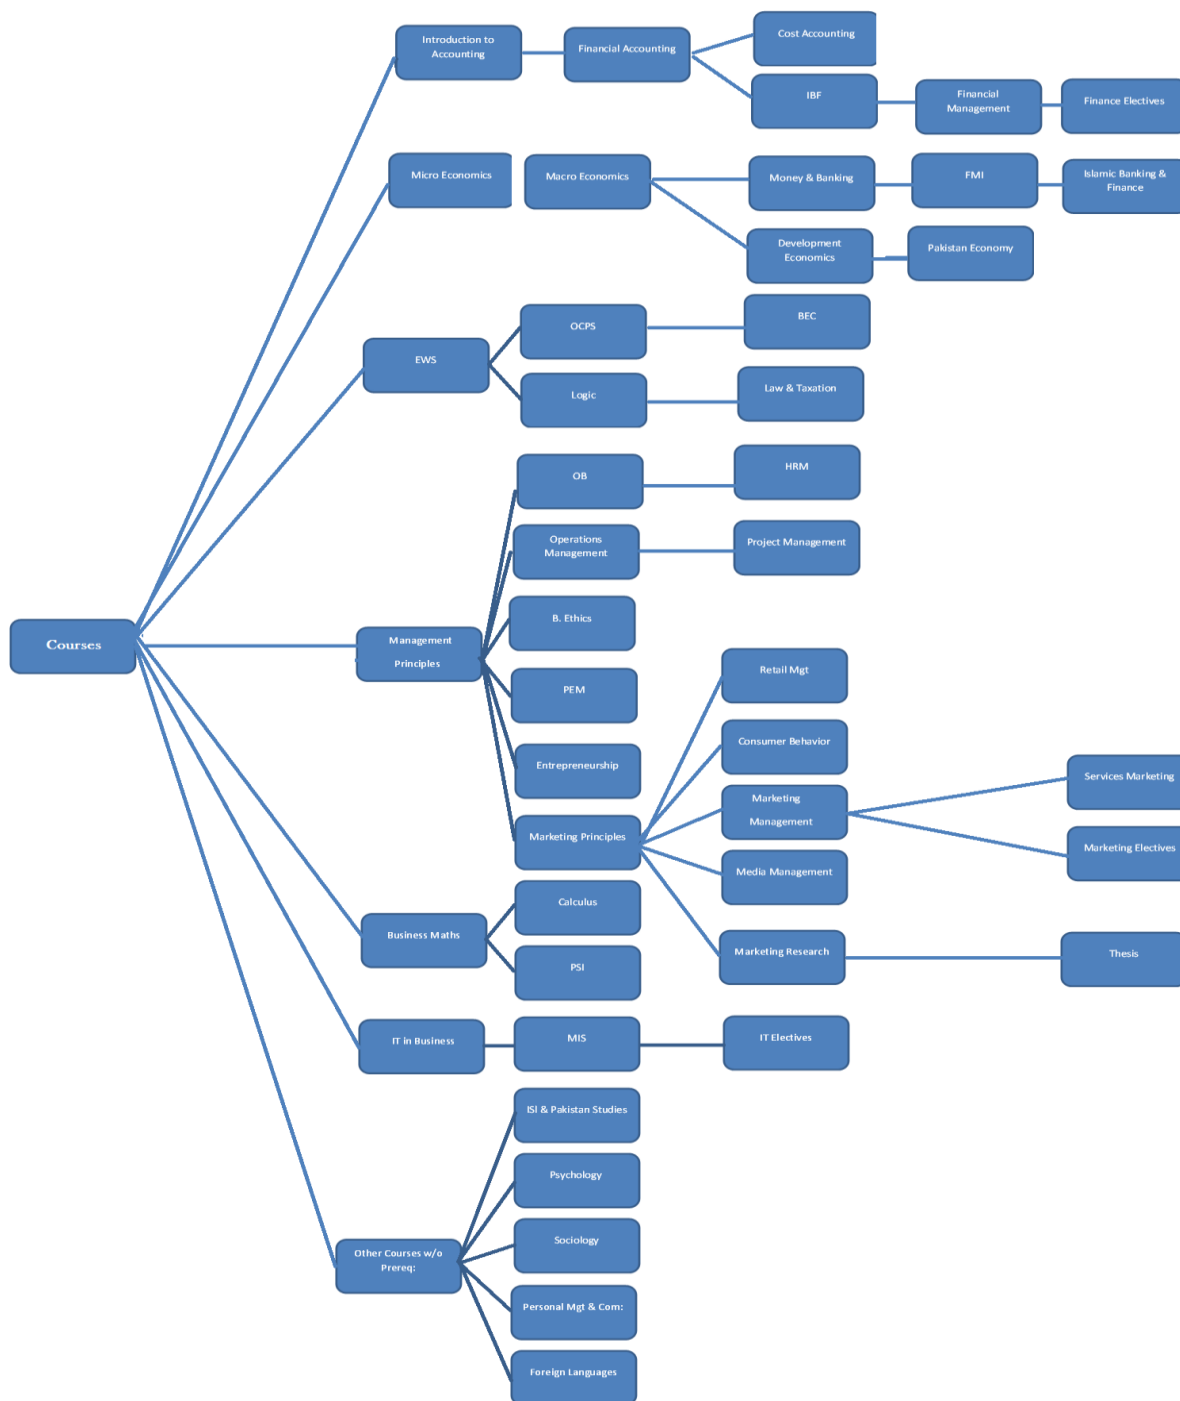 Introduction to
Accounting
Financial Accounting
Cost Accounting
IBF
Financial
Management
Finance Electives
Micro Economics
Macro Economics
Money & Banking
FMI
Islamic Banking &
Finance
Development
Economics
Pakistan Economy
EWS
OCPS
BEC
Logic
Law & Taxation
OB
HRM
Operations
Management
Project Management
B. Ethics
Courses
Management
Principles
PEM
Entrepreneurship
Marketing Principles
Retail Mgt
Consumer Behavior
Marketing
Management
Services Marketing
Marketing Electives
Media Management
Marketing Research
Thesis
Business Maths
Calculus
PSI
IT in Business
MIS
IT Electives
Other Courses w/o
Prereq:
ISl & Pakistan Studies
Psychology
Sociology
Personal Mgt & Com:
Foreign Languages